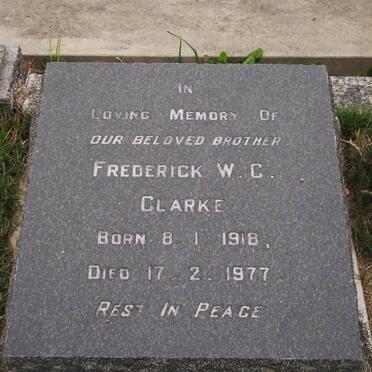 IN
LOVING MEMORY OF
OUR BELOVED BROTHER
FREDERICK W. G.
CLARKE
BORN 8 1 1918,
DIED 17 2. 1977
REST IN PEACE